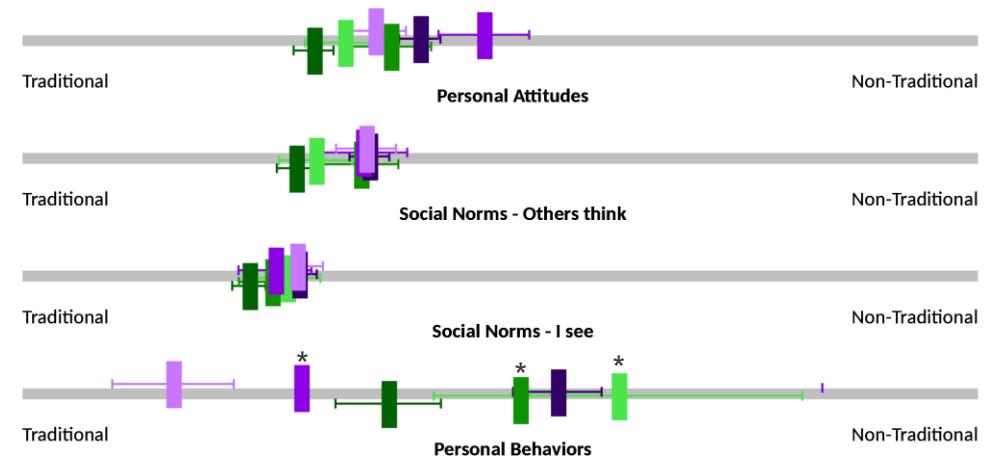 Traditional Non-Traditional
Personal Attitudes
Traditional Non-Traditional
Social Norms - Others think
Traditional Non-Traditional
Social Norms - I see
* * *
Traditional Non-Traditional
Personal Behaviors